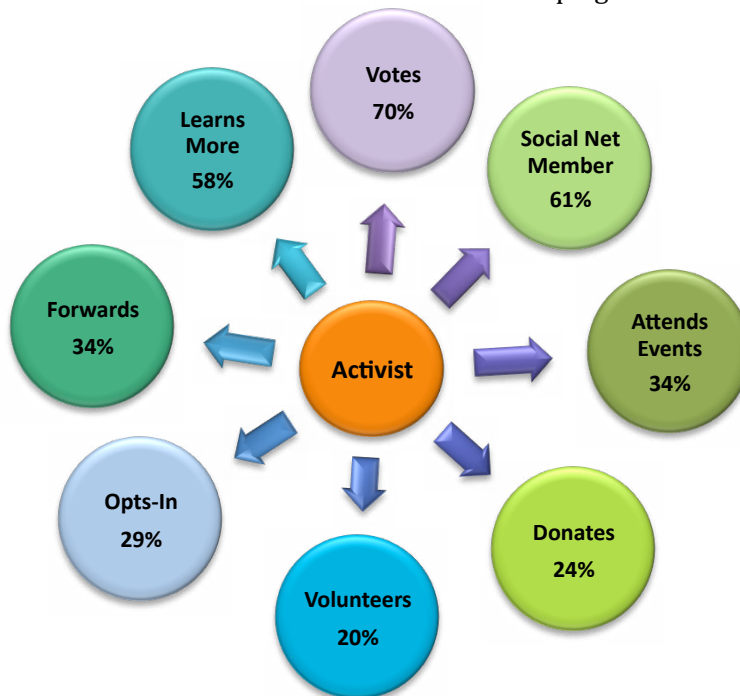 Votes
70%
Social Net
Member
61%
Attends
Events
34%
Donates
24%
Volunteers
20%
Opts-In
29%
Forwards
34%
Learns
More
58%
Activist